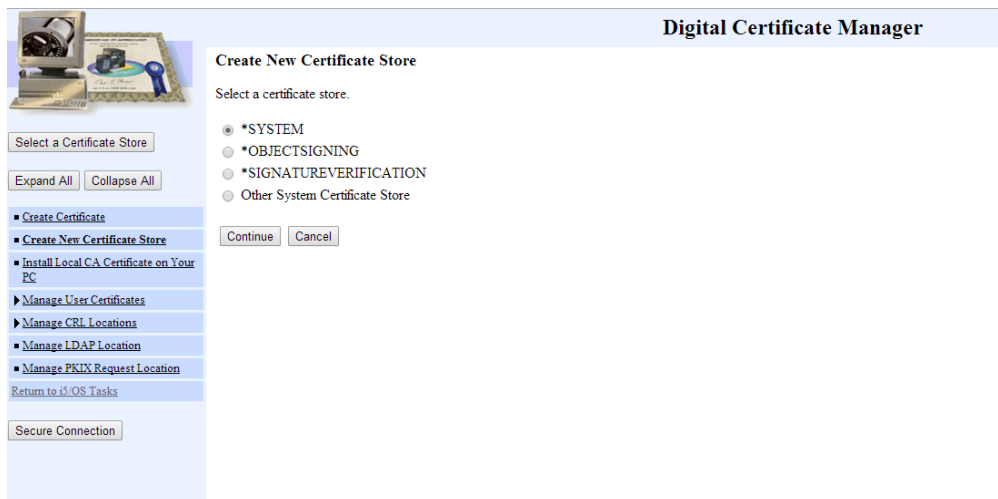 Digital Certificate Manager
Select a Certificate Store
Expand All Collapse All
Create Certificate
Create New Certificate Store
Install Local CA Certificate on Your
PC
Manage User Certificates
Manage CRL Locations
Manage LDAP Location
Manage PKIX Request Location
Return to i5/OS Tasks
Secure Connection
Create New Certificate Store
Select a certificate store.
*SYSTEM
*OBJECTSIGNING
*SIGNATUREVERIFICATION
Other System Certificate Store
Continue Cancel